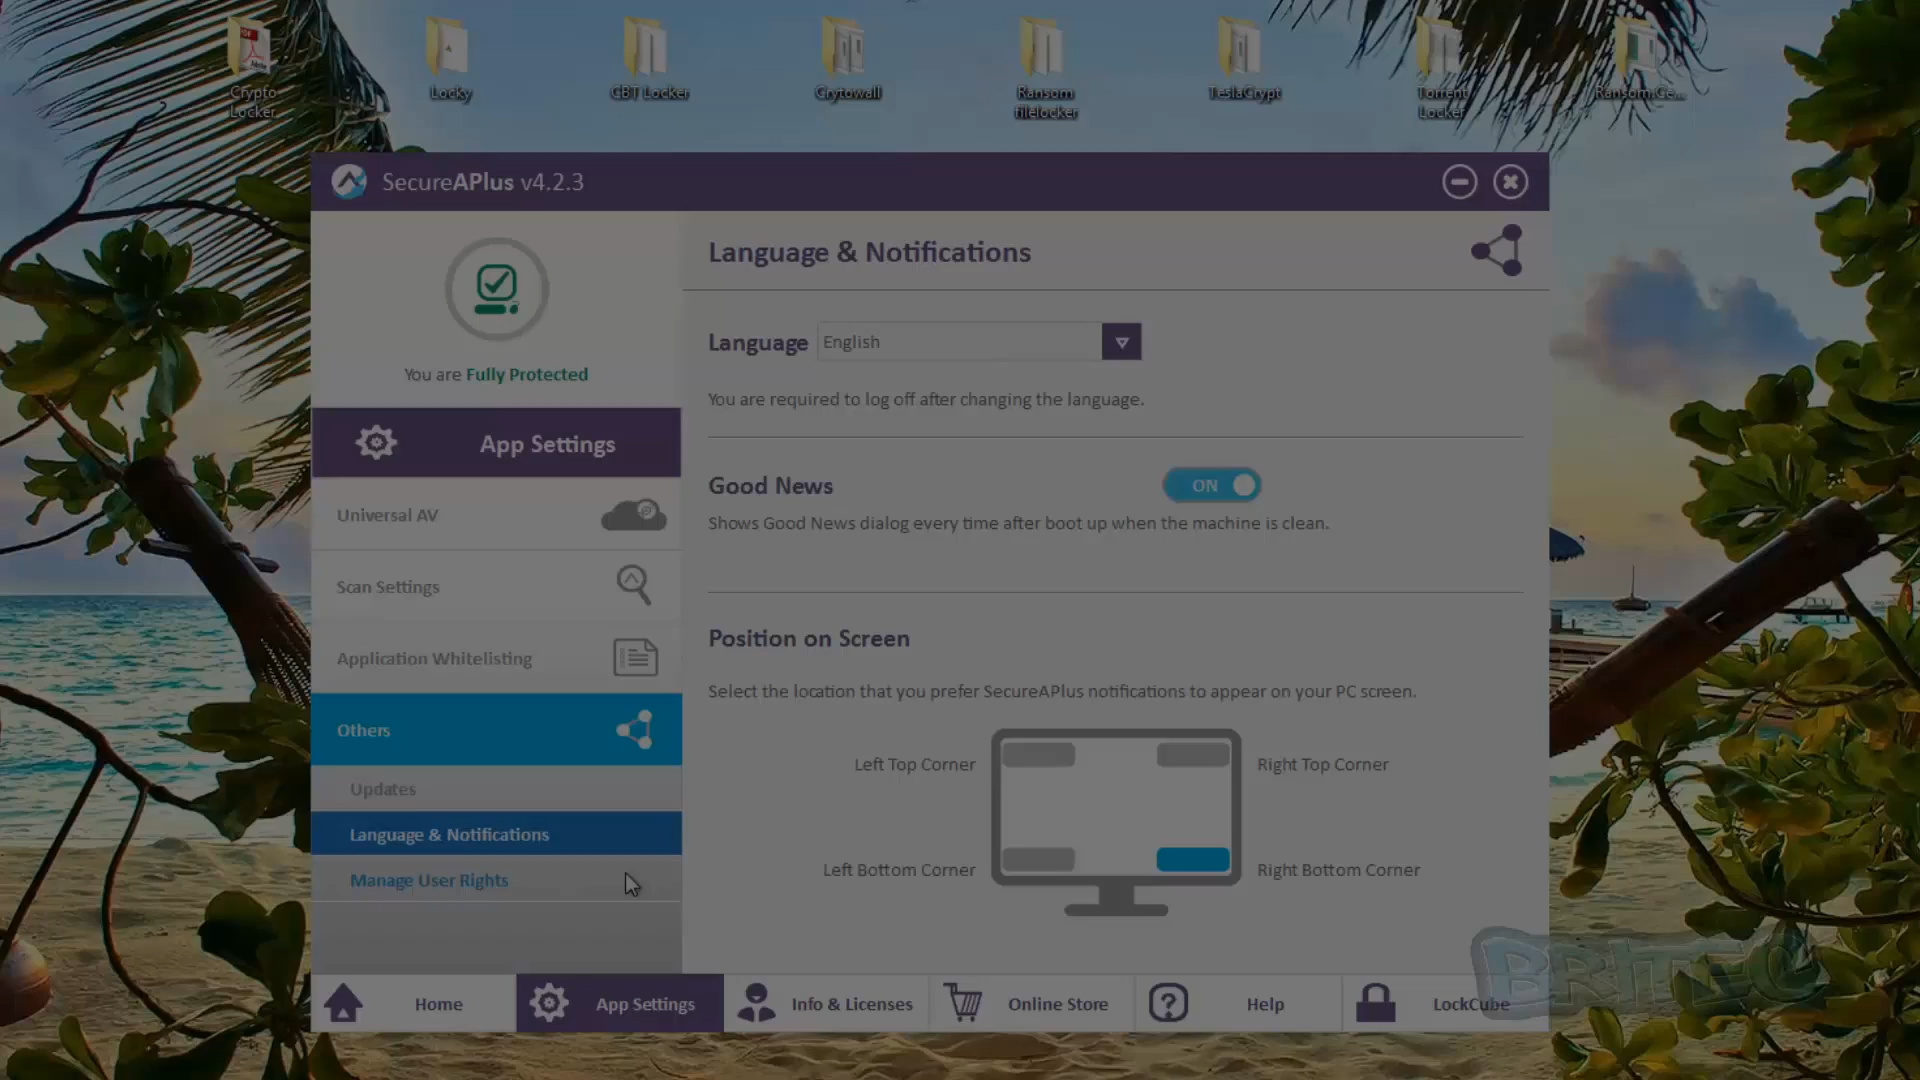 Crypto
Locker
Locky
CBT Locker
Crytowall
Ransom
filelocker
TeslaCrypt
Torrent
Locker
Ransom.Ce...
SecureAPlus v4.2.3
You are Fully Protected
App Settings
Universal AV
Scan Settings
Application Whitelisting
Others
Updates
Language & Notifications
Manage User Rights
Language & Notifications
Language English
You are required to log off after changing the language.
Good News ON
Shows Good News dialog every time after boot up when the machine is clean.
Position on Screen
Select the location that you prefer SecureAPlus notifications to appear on your PC screen.
Left Top Corner Right Top Corner
Left Bottom Corner Right Bottom Corner
Home App Settings Info & Licenses Online Store Help LockCube
BRITEC